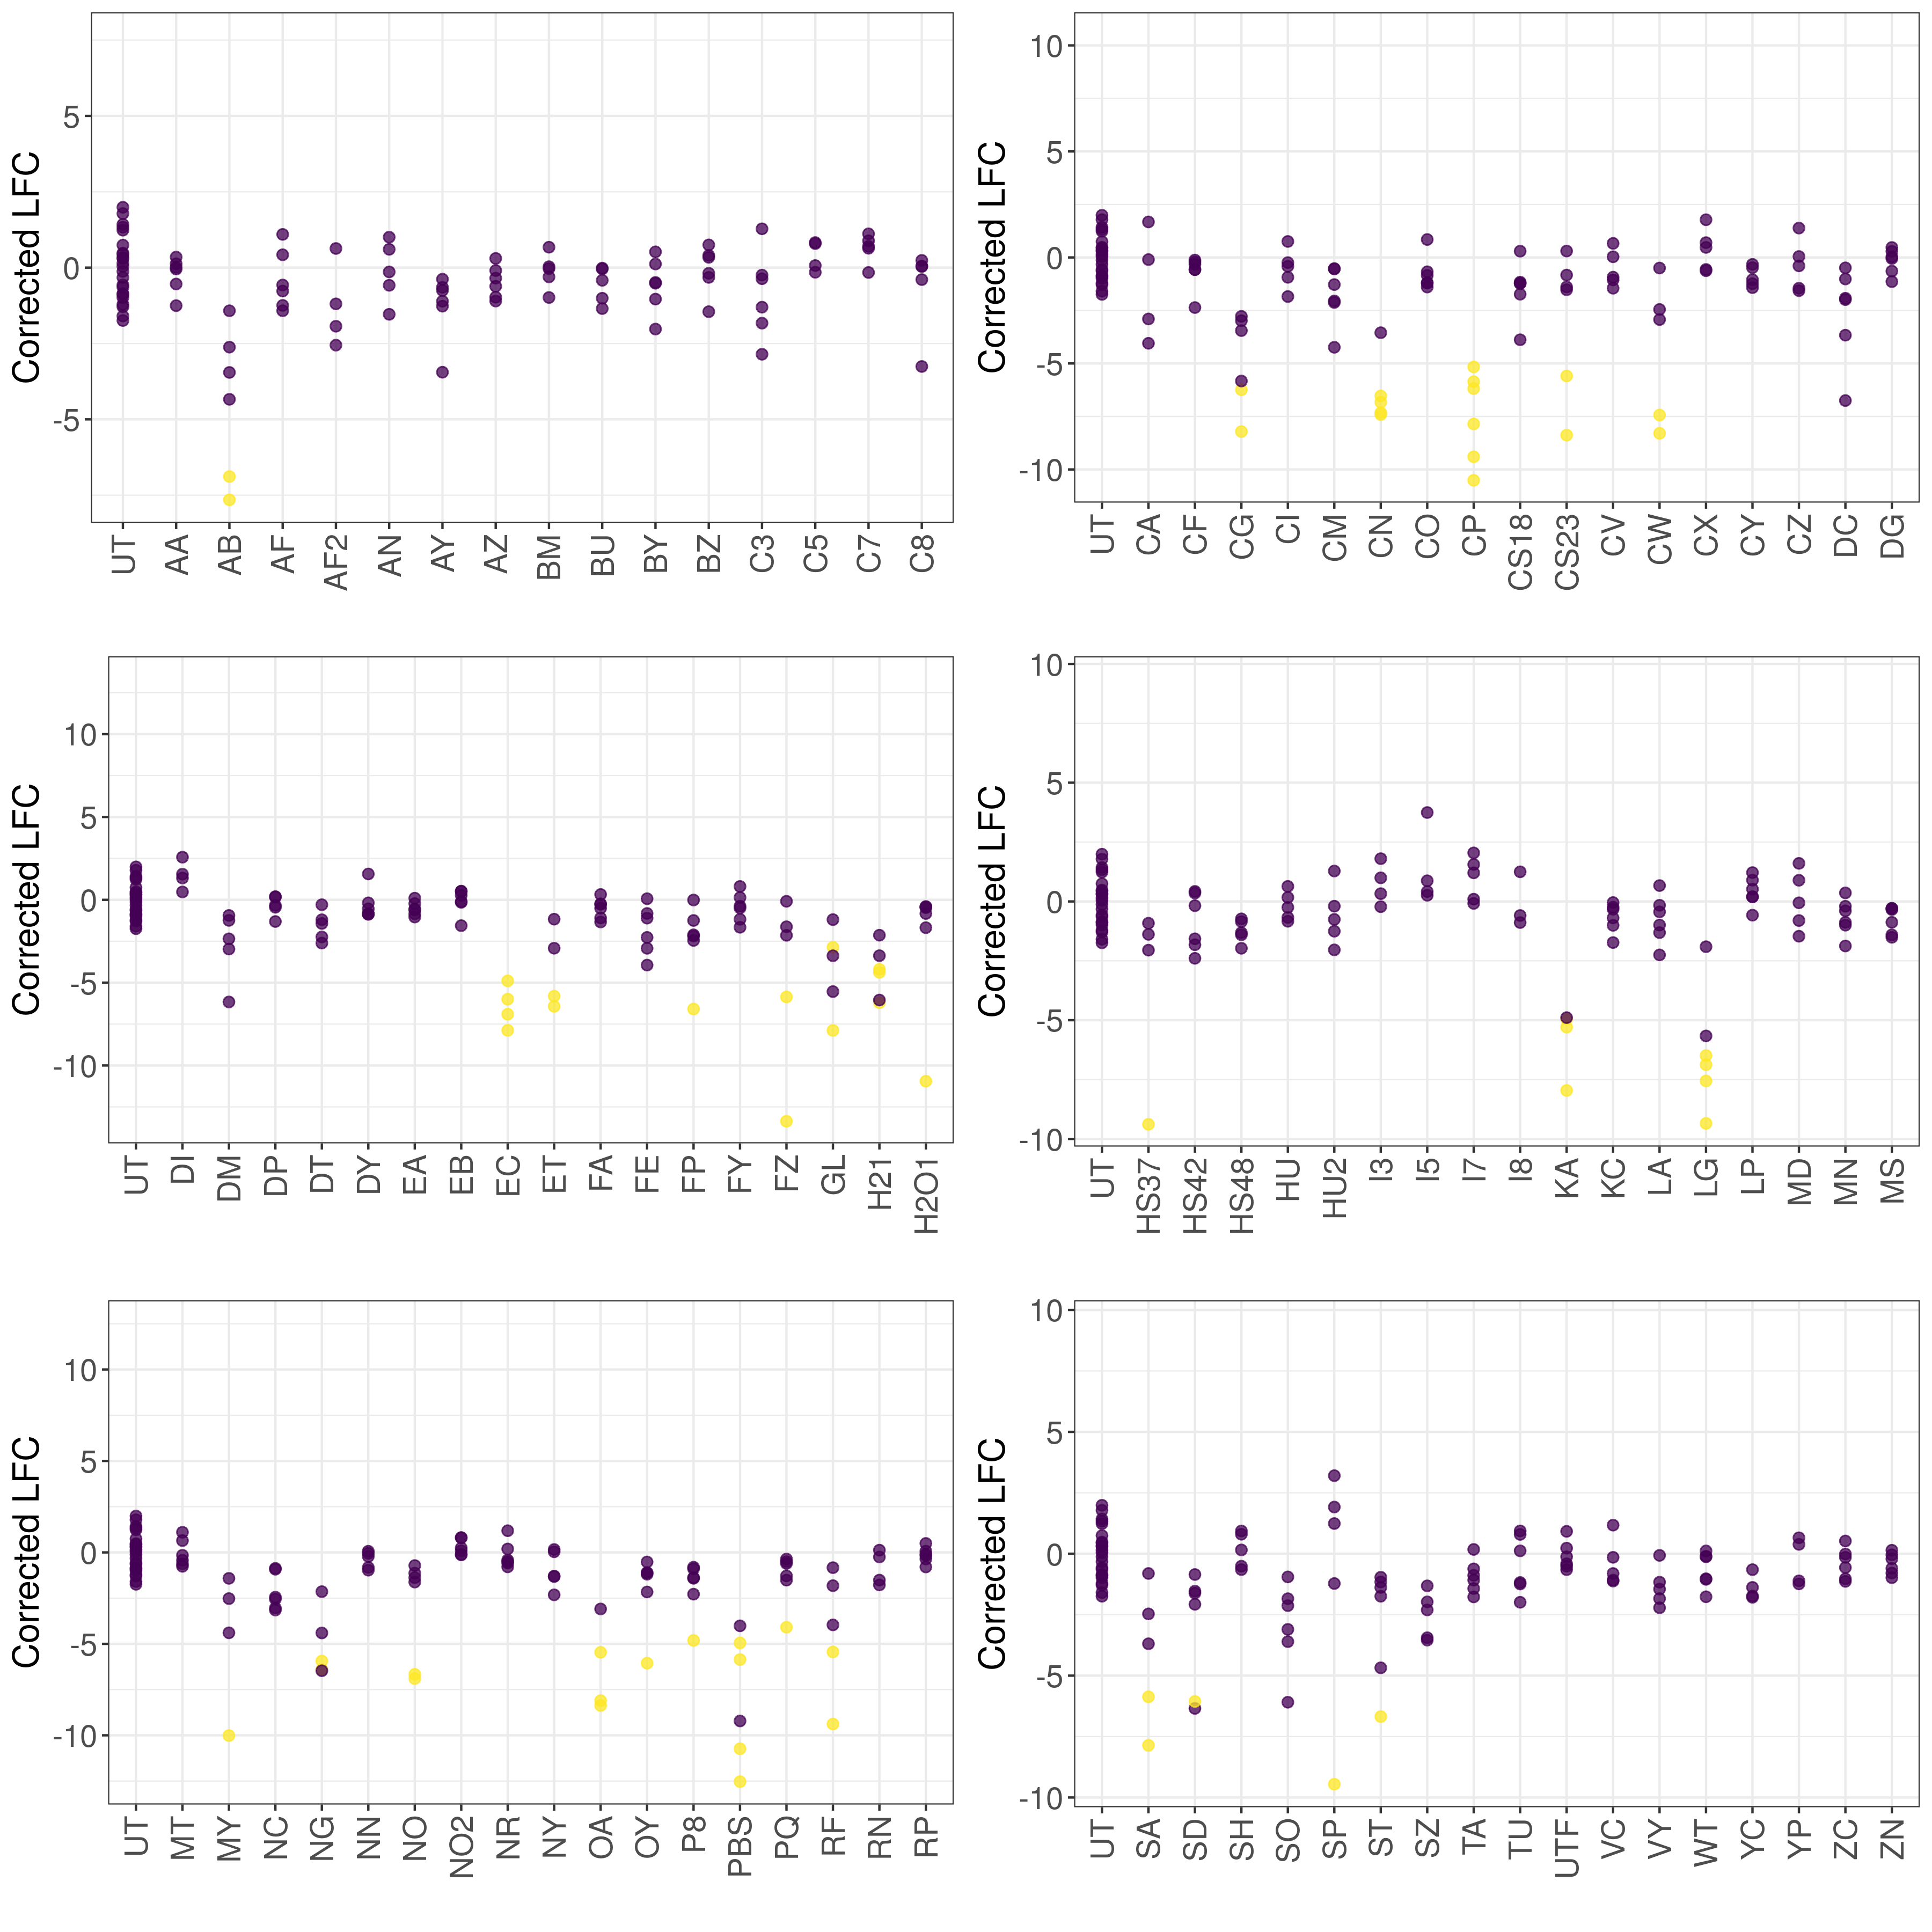 Corrected LFC
5
0
-5
UT AA AB AF AF2 AN AY AZ BM BU BY BZ C3 C5 C7 C8
Corrected LFC
10
5
0
-5
-10
UT CA CF CG CI CM CN CO CP CS18 CS23 CV CW CX CY CZ DC DG
Corrected LFC
10
5
0
-5
-10
UT DI DM DP DT DY EA EB EC ET FA FE FP FY FZ GL H21 H2O1
Corrected LFC
10
5
0
-5
-10
UT HS37 HS42 HS48 HU HU2 I3 I5 I7 I8 KA KC LA LG LP MD MN MS
Corrected LFC
10
5
0
-5
-10
UT MT MY NC NG NN NO NO2 NR NY OA OY P8 PBS PQ RF RN RP
Corrected LFC
10
5
0
-5
-10
UT SA SD SH SO SP ST SZ TA TU UTF VC VY WT YC YP ZC ZN